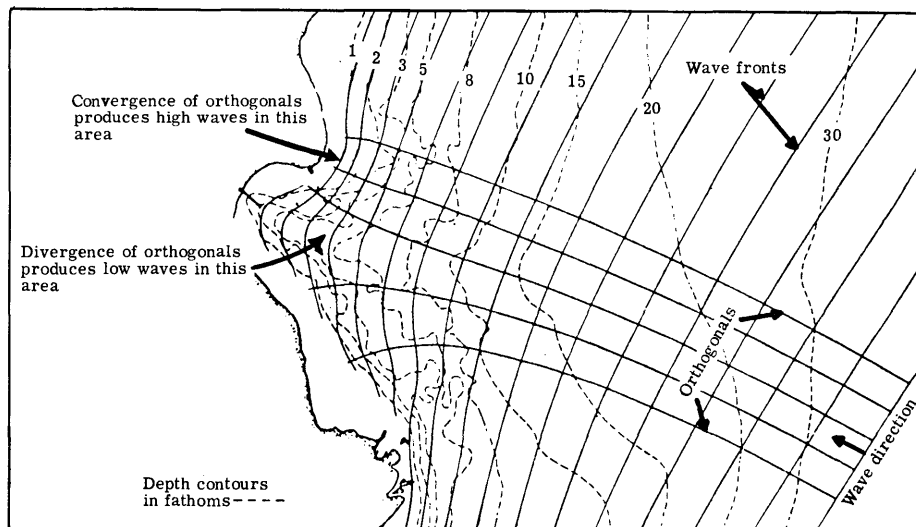 1
2
3
5
8
10
15
20
30
Wave fronts
Convergence of orthogonals
produces high waves in this
area
Divergence of orthogonals
produces low waves in this
area
Orthogonals
Wave direction
Depth contours
in fathoms----